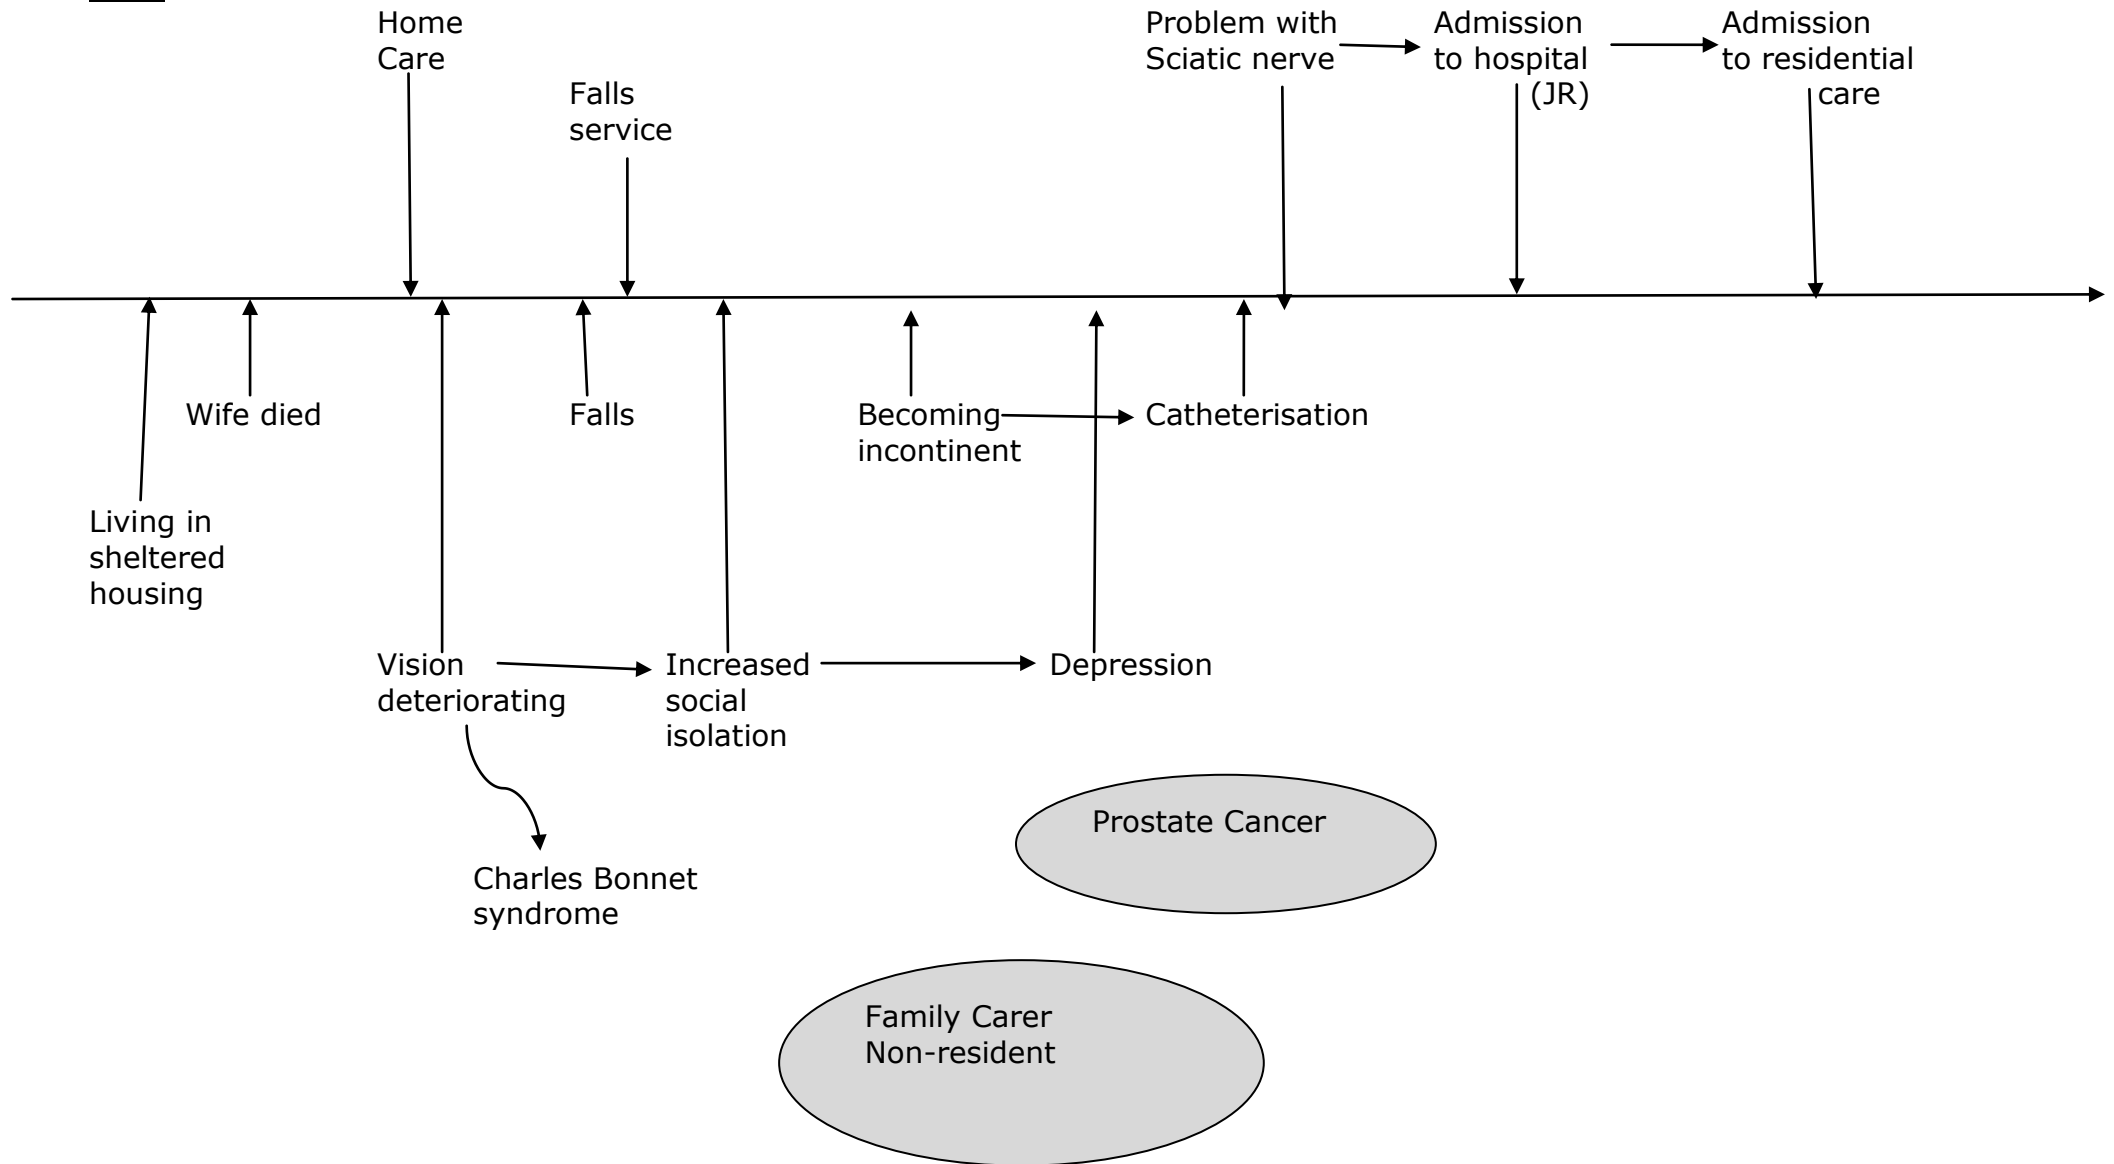 Home
Care
Falls
service
Problem with
Sciatic nerve
Admission
to hospital
(JR)
Admission
to residential
care
Wife died
Falls
Becoming
incontinent
Catheterisation
Living in
sheltered
housing
Vision
deteriorating
Increased
social
isolation
Depression
Prostate Cancer
Charles Bonnet
syndrome
Family Carer
Non-resident